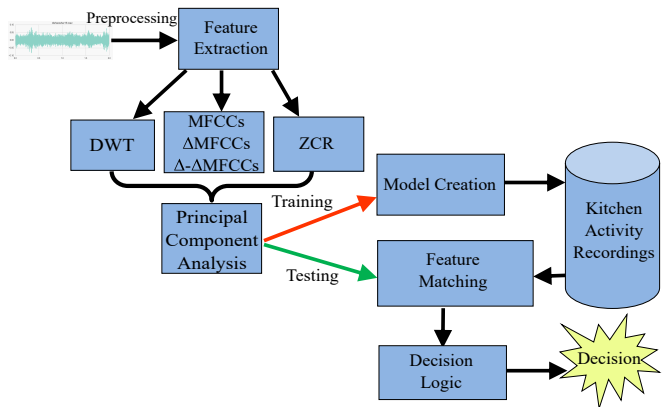 Preprocessing
Feature
Extraction
DWT
MFCCs
ΔMFCCs
Δ-ΔMFCCs
ZCR
Principal
Component
Analysis
Training
Testing
Model Creation
Kitchen
Activity
Recordings
Feature
Matching
Decision
Logic
Decision